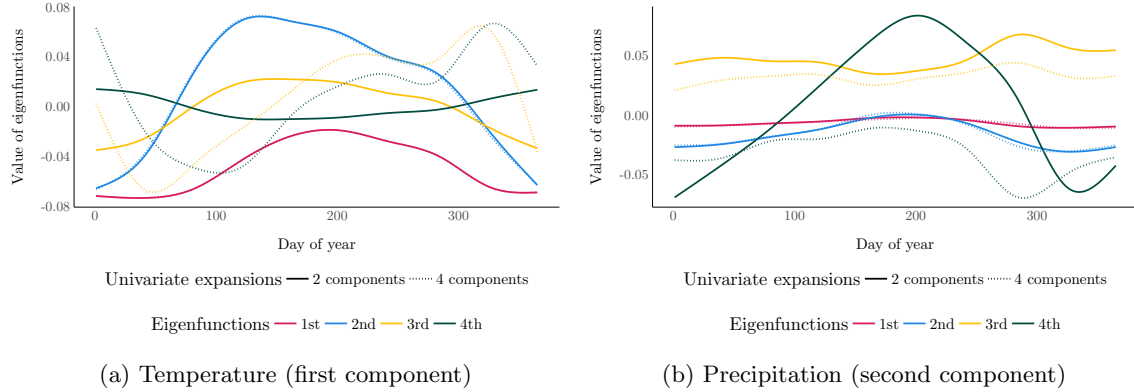 0.08
0.04
0.00
-0.04
-0.08
Value of eigenfunctions
0 100 200 300
Day of year
Univariate expansions 2 components 4 components
Eigenfunctions 1st 2nd 3rd 4th
(a) Temperature (first component)
0.05
0.00
-0.05
Value of eigenfunctions
0 100 200 300
Day of year
Univariate expansions 2 components 4 components
Eigenfunctions 1st 2nd 3rd 4th
(b) Precipitation (second component)